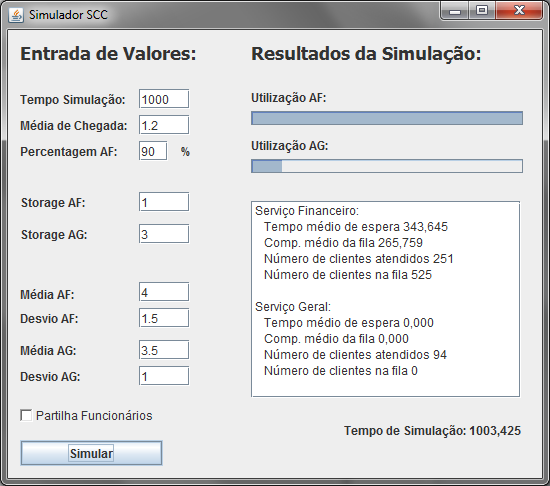 Simulador SCC
Entrada de Valores:
Tempo Simulação: 1000
Média de Chegada: 1.2
Percentagem AF: 90 %
Storage AF: 1
Storage AG: 3
Média AF: 4
Desvio AF: 1.5
Média AG: 3.5
Desvio AG: 1
Partilha Funcionários
Simular
Resultados da Simulação:
Utilização AF:
Utilização AG:
Serviço Financeiro:
Tempo médio de espera 343,645
Comp. médio da fila 265,759
Número de clientes atendidos 251
Número de clientes na fila 525
Serviço Geral:
Tempo médio de espera 0,000
Comp. médio da fila 0,000
Número de clientes atendidos 94
Número de clientes na fila 0
Tempo de Simulação: 1003,425